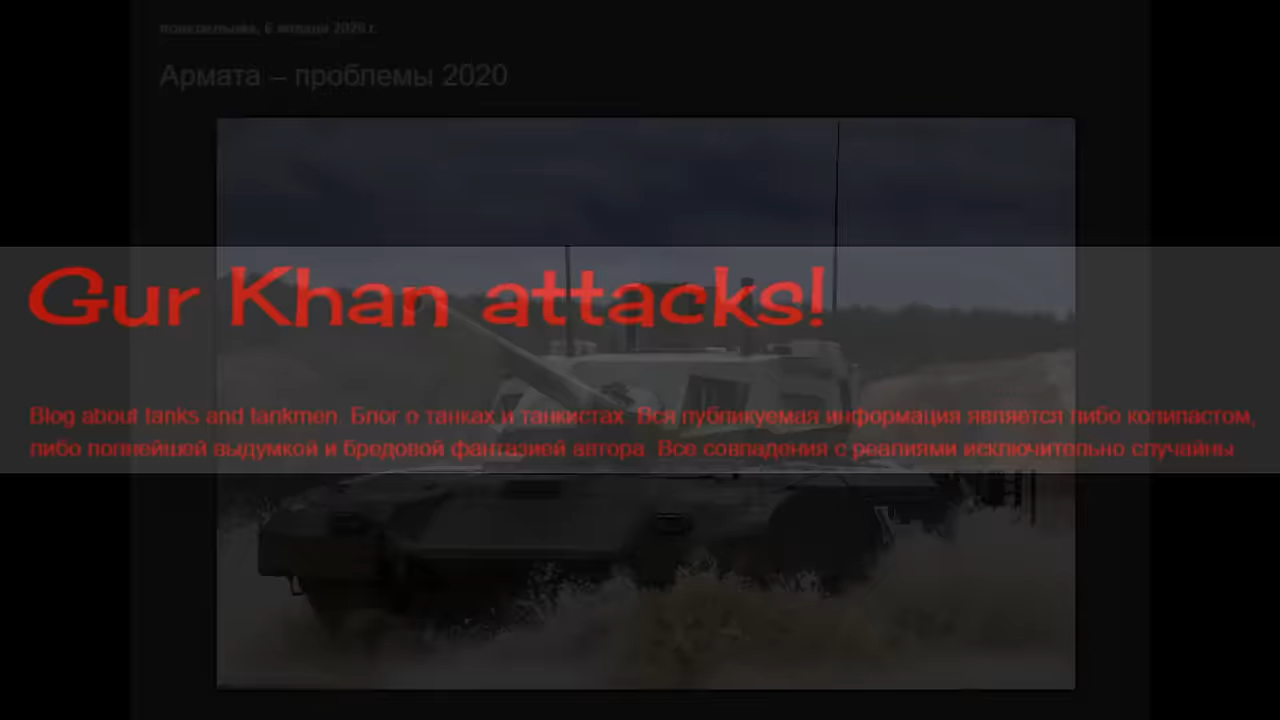 понедельник, 6 января 2020 г.
Армата – проблемы 2020
Gur Khan attacks!
Blog about tanks and tankmen. Блог о танках и танкистах. Вся публикуемая информация является либо копипастом,
либо полнейшей выдумкой и бредовой фантазией автора. Все совпадения с реалиями исключительно случайны